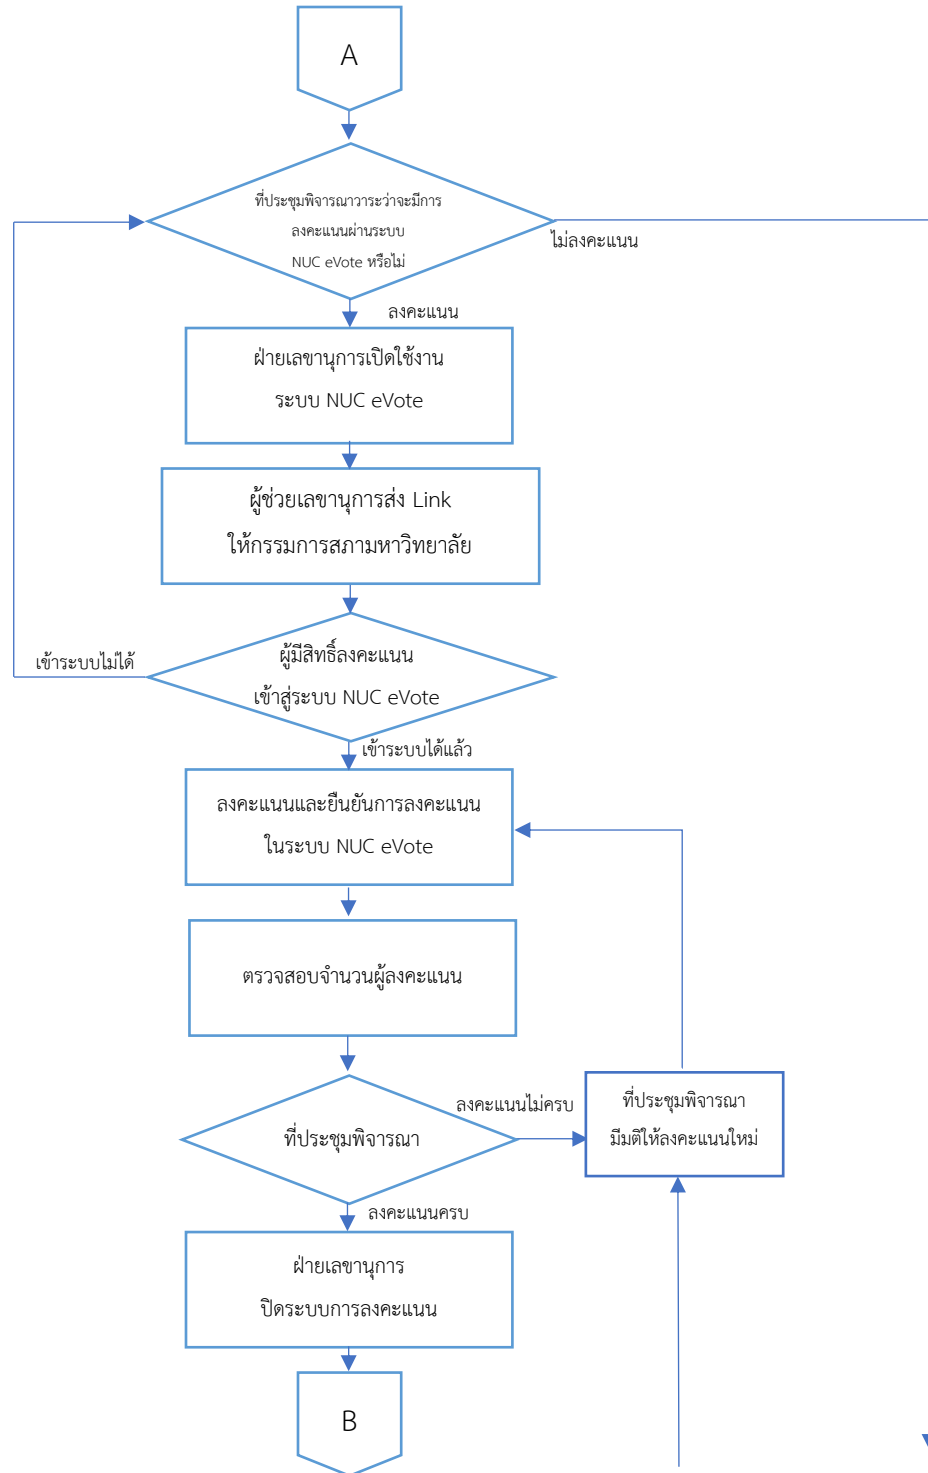 A
ที่ประชุมพิจารณาวาระว่าจะมีการ
ลงคะแนนผ่านระบบ
NUC eVote หรือไม่
ไม่ลงคะแนน
ลงคะแนน
ฝ่ายเลขานุการเปิดใช้งาน
ระบบ NUC eVote
ผู้ช่วยเลขานุการส่ง Link
ให้กรรมการสภามหาวิทยาลัย
เข้าระบบไม่ได้
ผู้มีสิทธิ์ลงคะแนน
เข้าสู่ระบบ NUC eVote
เข้าระบบได้แล้ว
ลงคะแนนและยืนยันการลงคะแนน
ในระบบ NUC eVote
ตรวจสอบจำนวนผู้ลงคะแนน
ที่ประชุมพิจารณา
ลงคะแนนไม่ครบ
ที่ประชุมพิจารณา
มีมติให้ลงคะแนนใหม่
ลงคะแนนครบ
ฝ่ายเลขานุการ
ปิดระบบการลงคะแนน
B